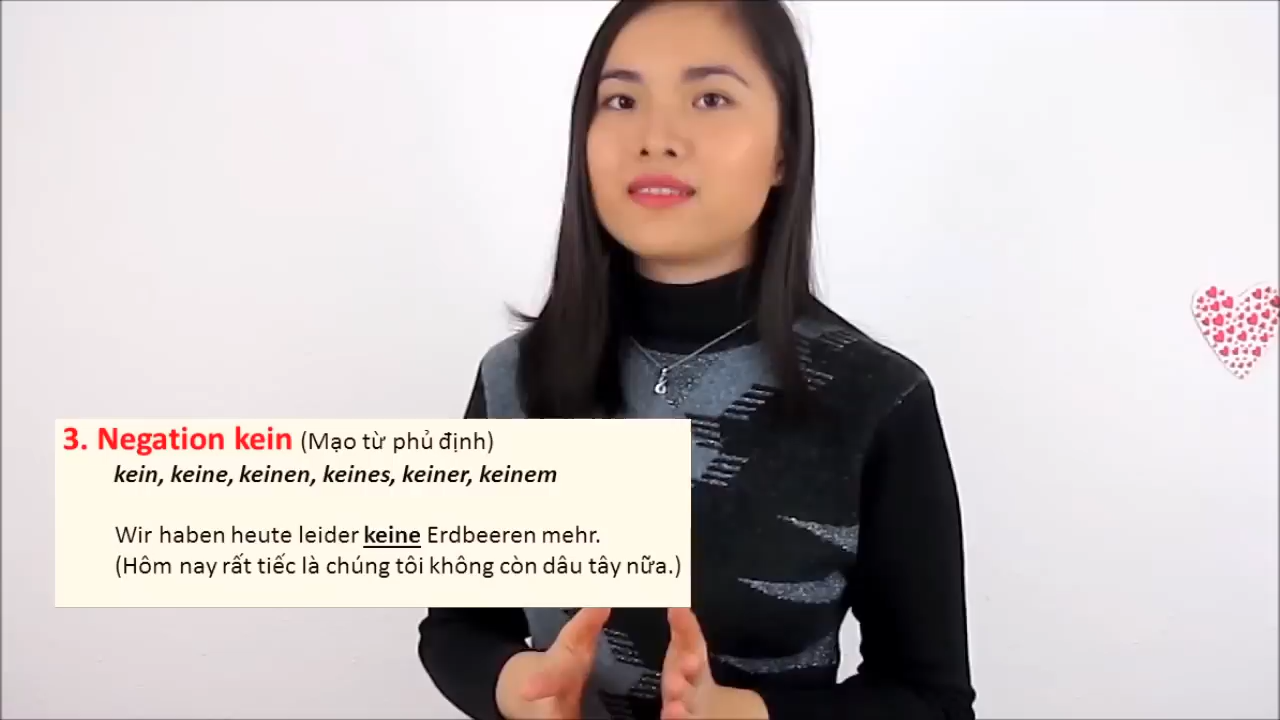 3. Negation kein (Mạo từ phủ định)
kein, keine, keinen, keines, keiner, keinem
Wir haben heute leider keine Erdbeeren mehr.
(Hôm nay rất tiếc là chúng tôi không còn dâu tây nữa.)